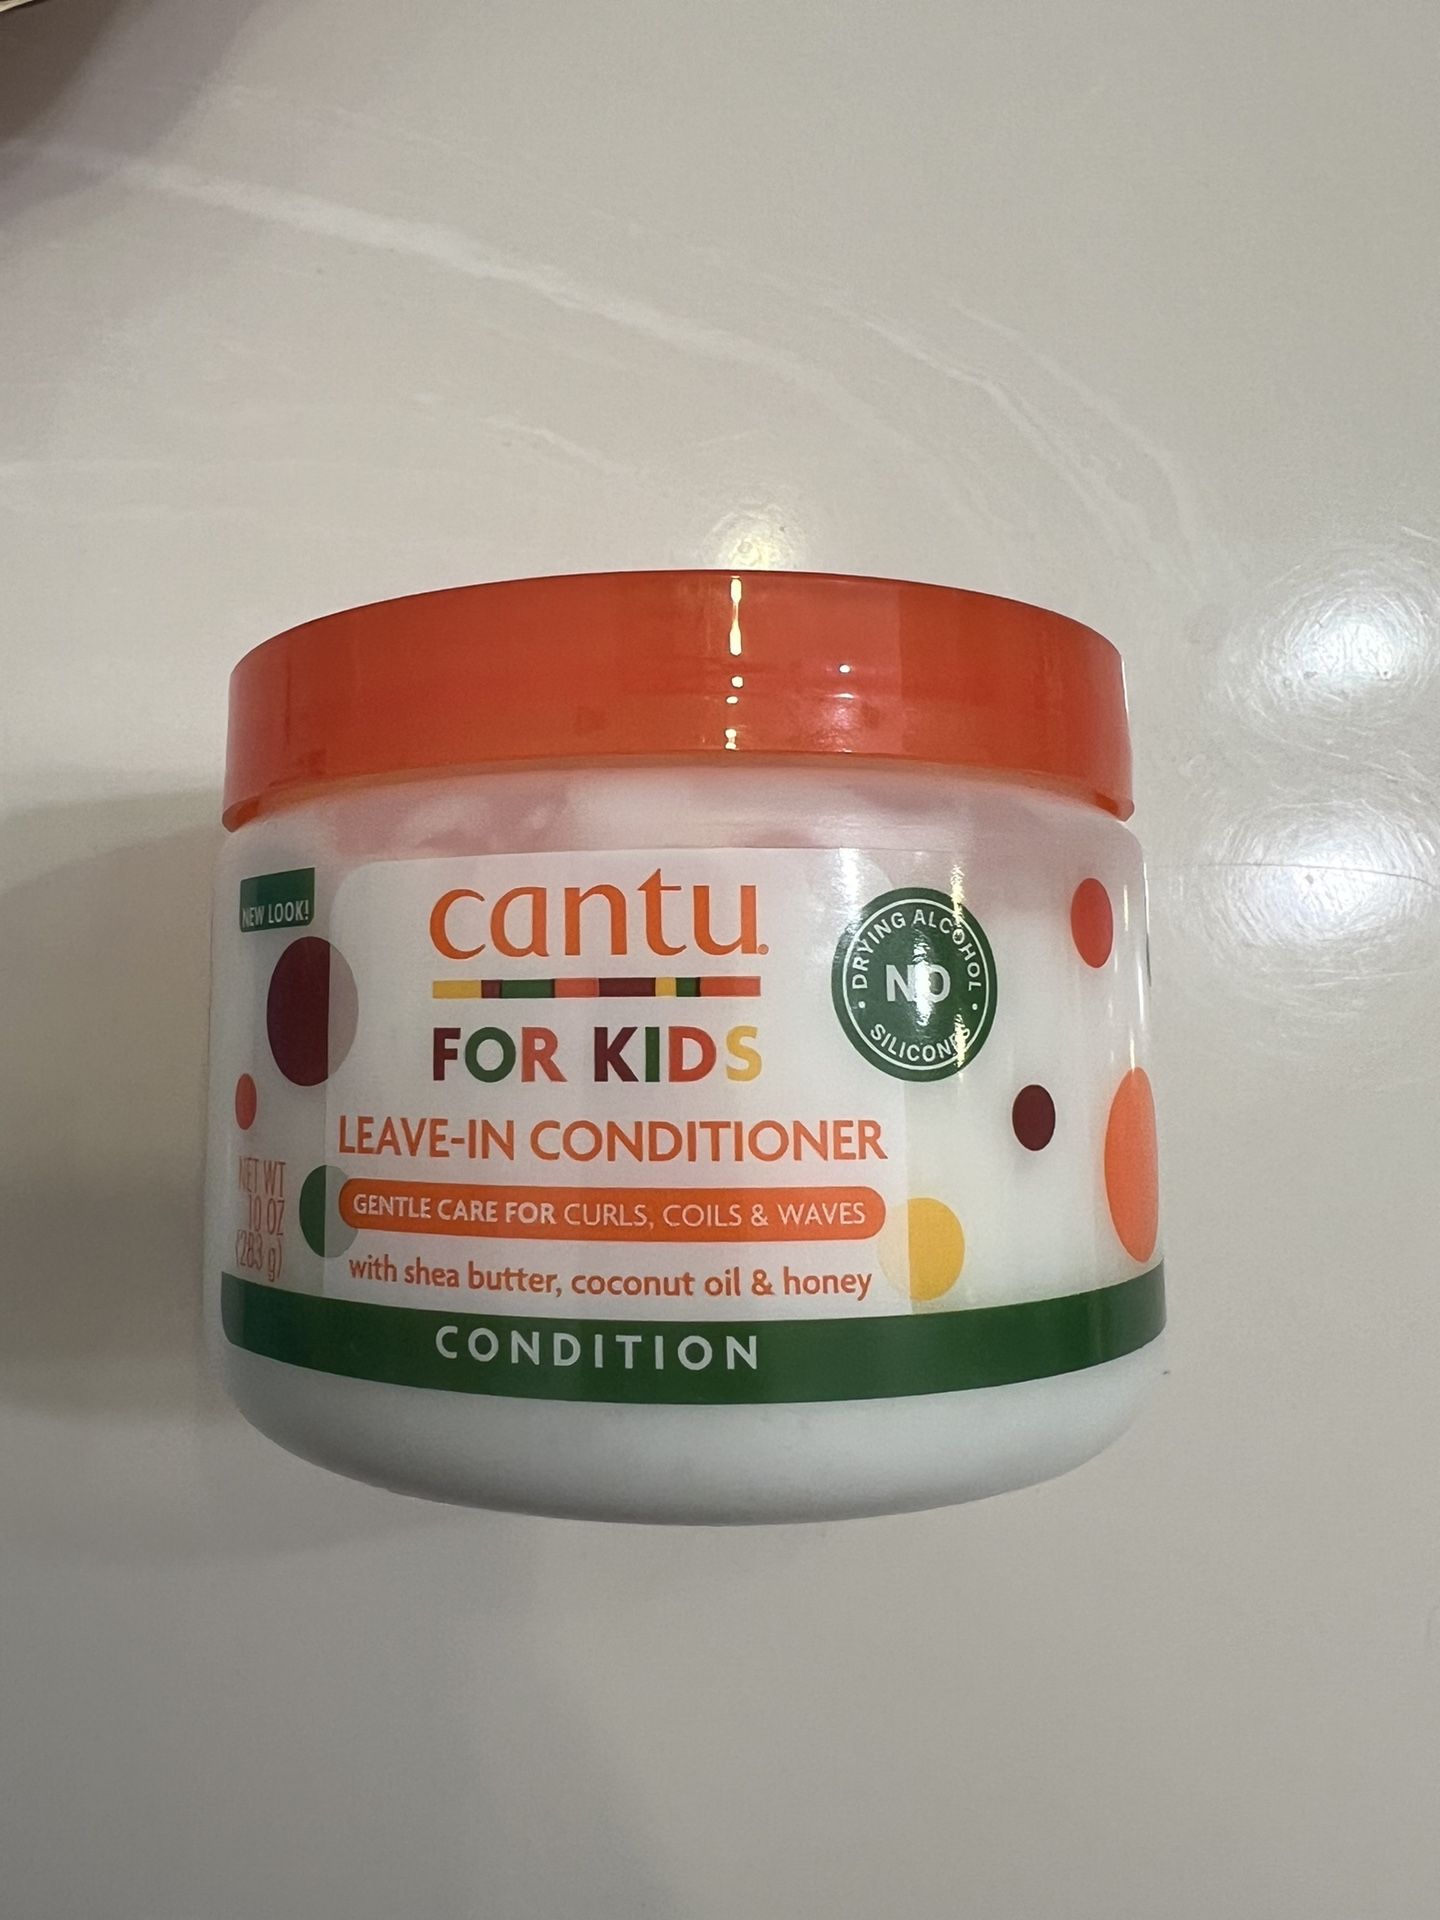 NEW LOOK!
cantu.
FOR KIDS
LEAVE-IN CONDITIONER
GENTLE CARE FOR CURLS, COILS & WAVES
with shea butter, coconut oil & honey
CONDITION
NET WT
10 OZ
(283 g)
• DRYING ALCOHOL •
NO
SILICONES